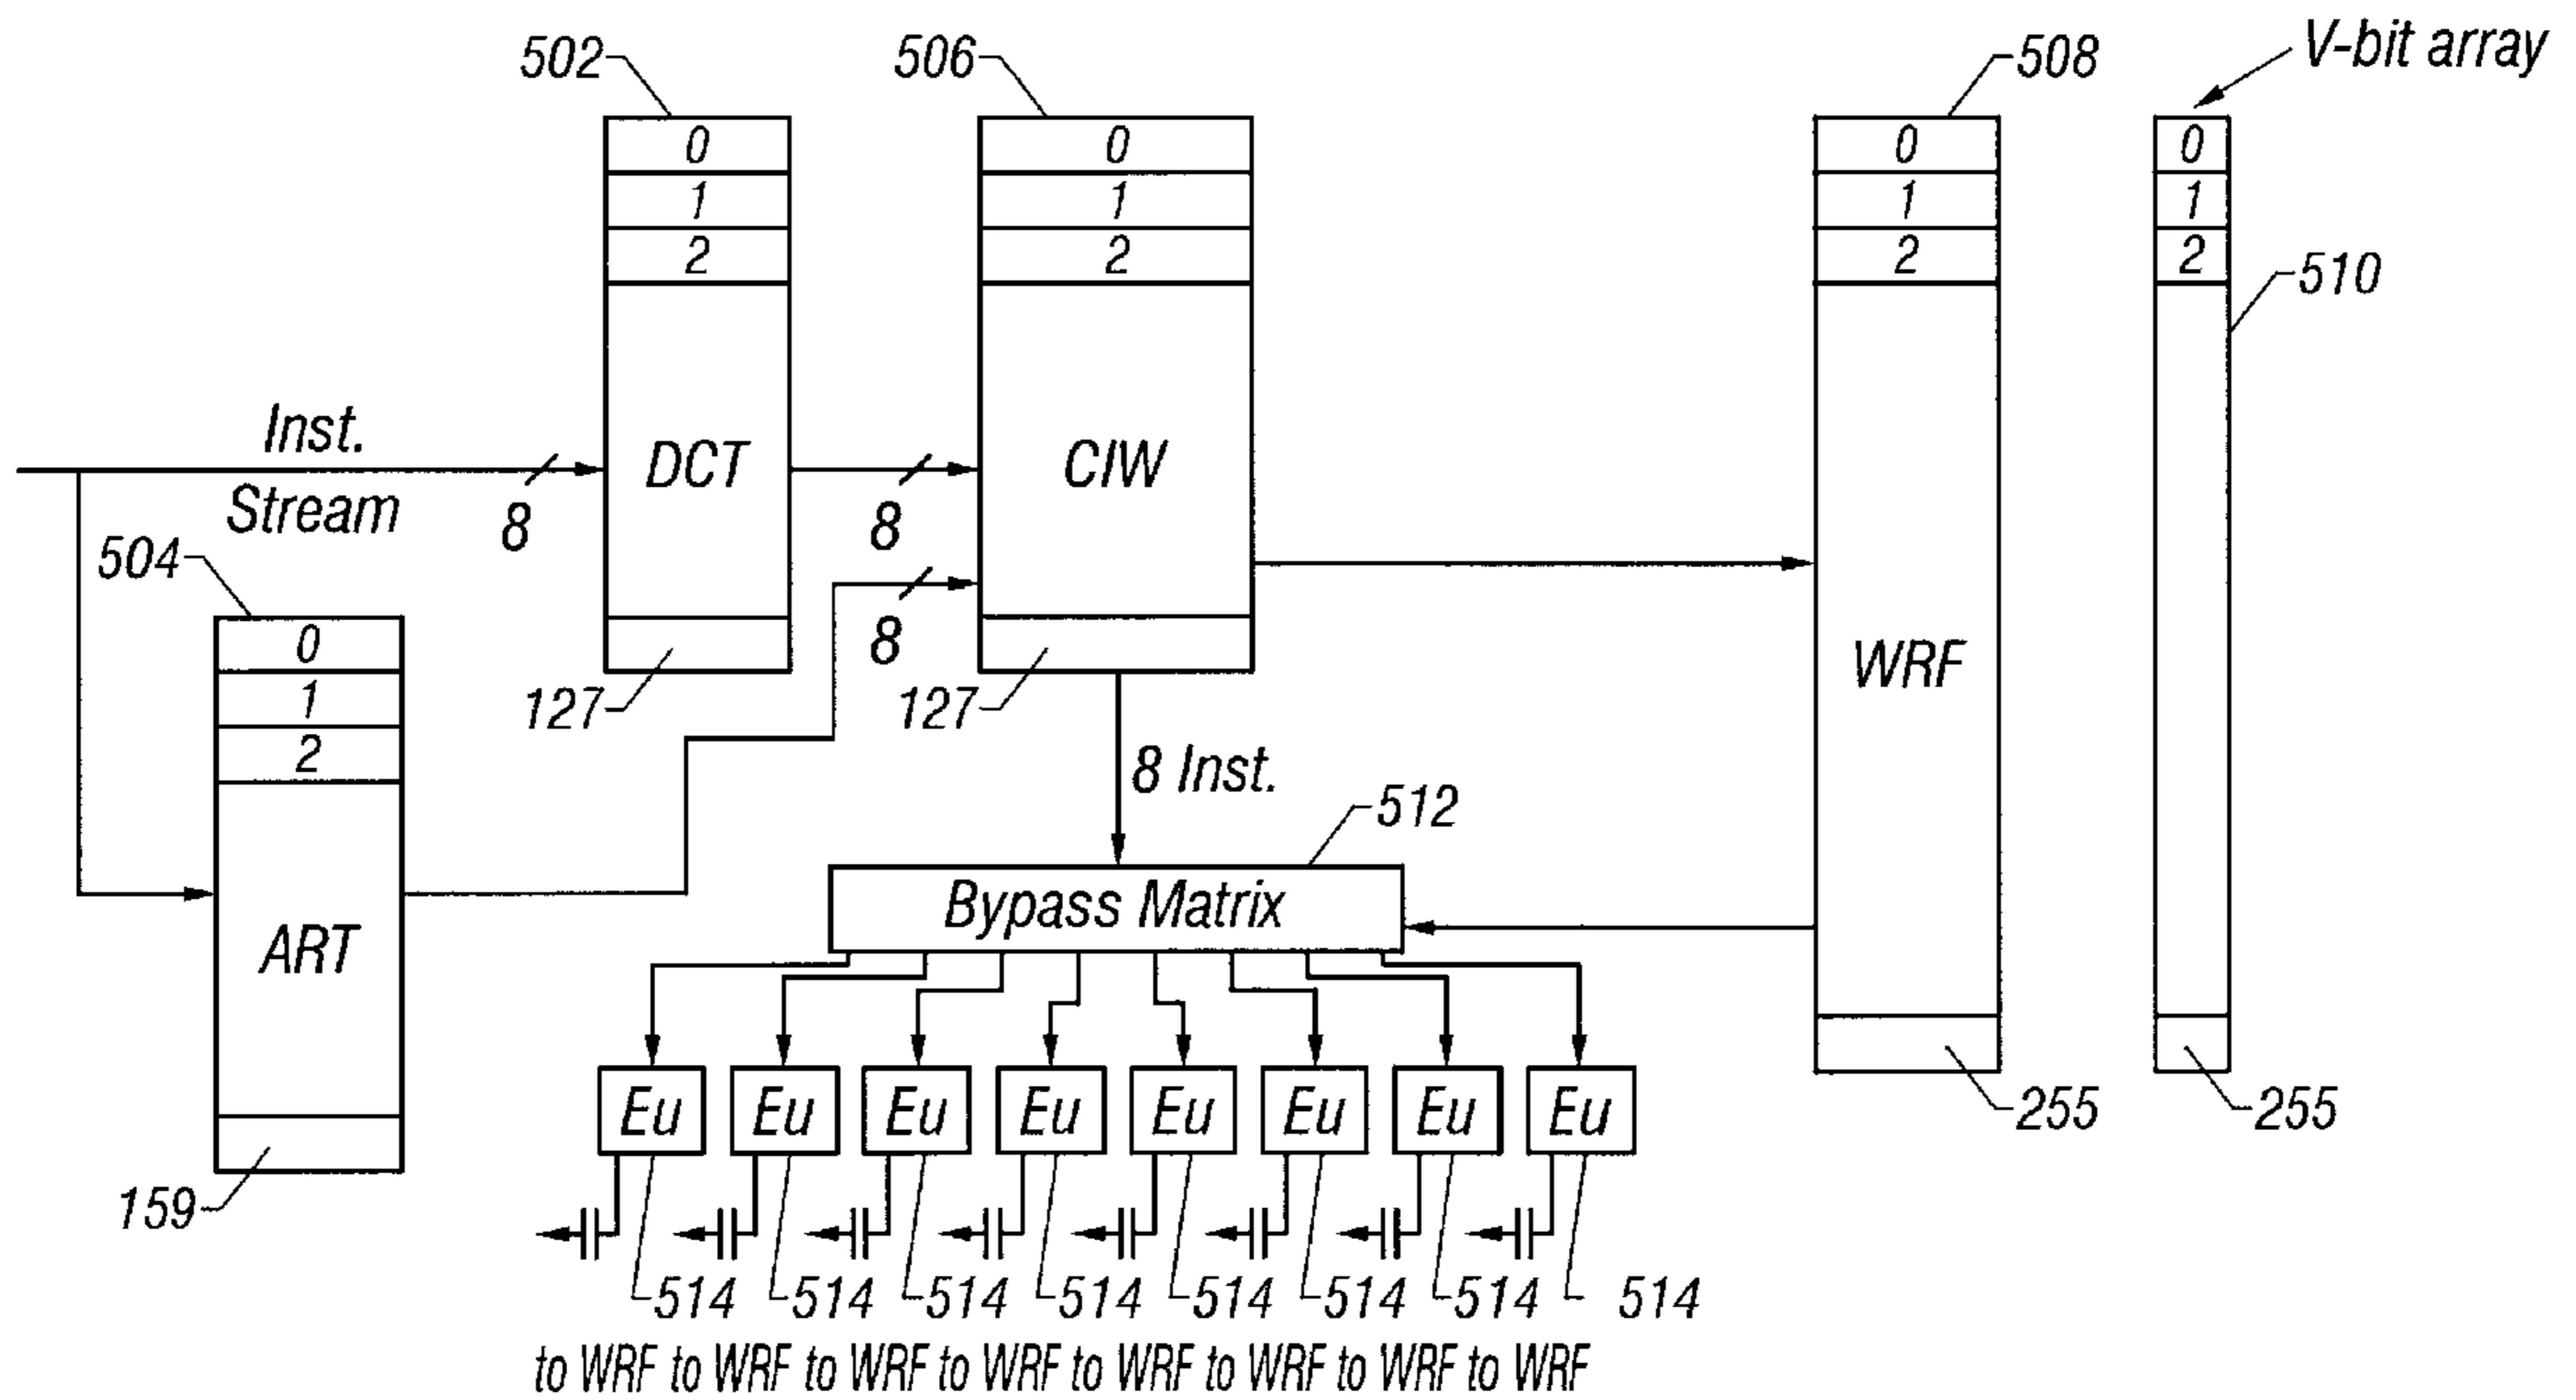 V-bit array
502
506
508
0
0
0
0
1
1
1
1
2
2
2
2
510
Inst.
Stream
8
DCT
8
CIW
504
8
0
1
2
127
127
WRF
8 Inst.
512
Bypass Matrix
ART
Eu Eu Eu Eu Eu Eu Eu Eu
255
255
159
514 514 514 514 514 514 514 514
to WRF to WRF to WRF to WRF to WRF to WRF to WRF to WRF